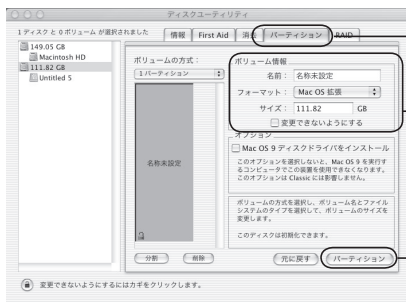 ディスクユーティリティ
1 ディスク と 0 ボリューム が選択されました
149.05 GB
Macintosh HD
111.82 GB
Untitled 5
情報
First Aid
消去
パーティション
RAID
ボリュームの方式：
1 パーティション
名称未設定
分割
削除
ボリューム情報
名前： 名称未設定
フォーマット： Mac OS 拡張
サイズ： 111.82 GB
変更できないようにする
オプション
Mac OS 9 ディスクドライバをインストール
このオプションを選択しないと、Mac OS 9 を実行す
るコンピュータでこの装置を使用できなくなります。
このオプションは Classic には影響しません。
ボリュームの方式を選択し、ボリューム名とファイル
システムのタイプを選択して、ボリュームのサイズを
変更します。
このディスクは初期化できます。
元に戻す
パーティション
変更できないようにするにはカギをクリックします。